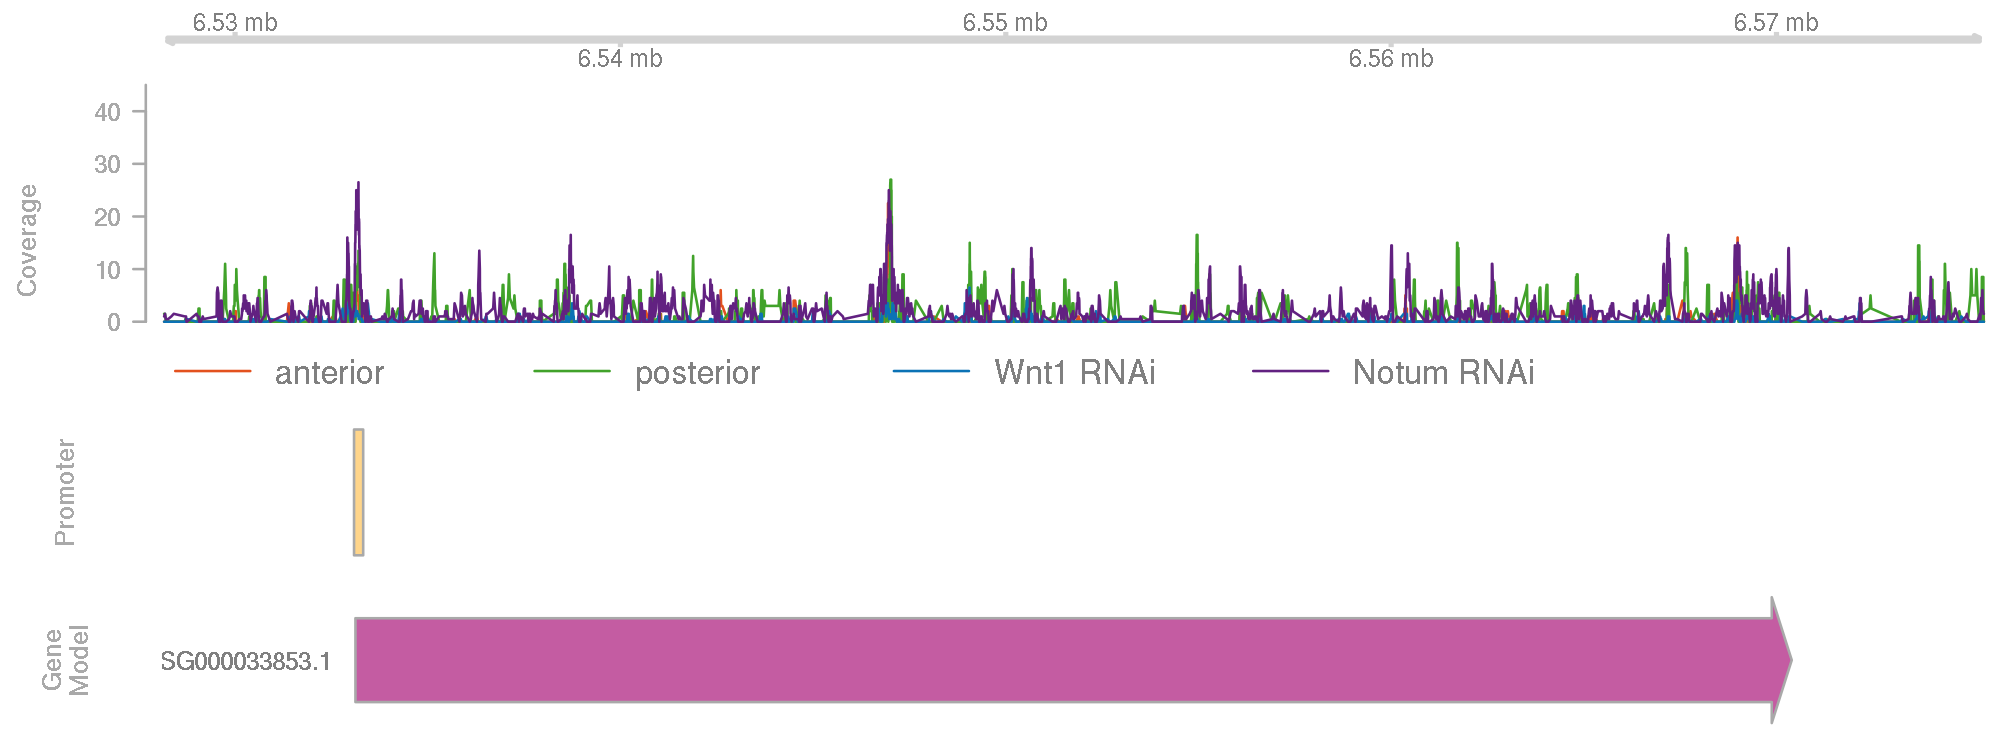 6.53 mb
6.55 mb
6.57 mb
6.54 mb
6.56 mb
Coverage
40
30
20
10
0
anterior
posterior
Wnt1 RNAi
Notum RNAi
Promoter
Gene
Model
SG000033853.1